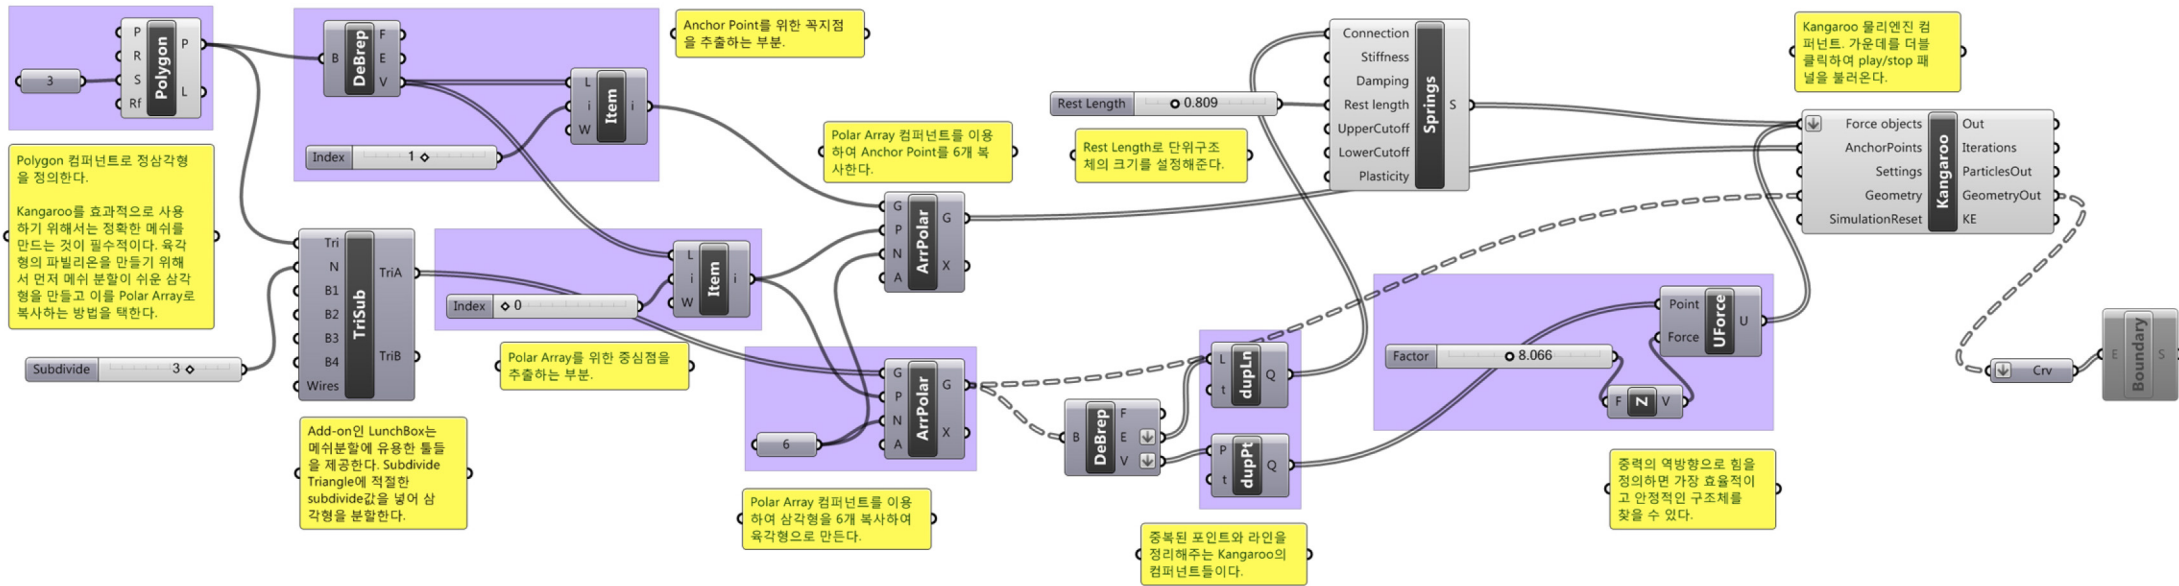 P
R
S
Rf
Polygon
P
L
3
Polygon 컴퍼넌트로 정삼각형
을 정의한다.
Kangaroo를 효과적으로 사용
하기 위해서는 정확한 메쉬를
만드는 것이 필수적이다. 육각
형의 파빌리온을 만들기 위해
서 먼저 메쉬 분할이 쉬운 삼각
형을 만들고 이를 Polar Array로
복사하는 방법을 택한다.
Subdivide 3
B
DeBrep
F
E
V
L
i
W
Item
i
Index 1
Anchor Point를 위한 꼭지점
을 추출하는 부분.
Tri
N
B1
B2
B3
B4
Wires
TriSub
TriA
TriB
Add-on인 LunchBox는
메쉬분할에 유용한 툴들
을 제공한다. Subdivide
Triangle에 적절한
subdivide값을 넣어 삼
각형을 분할한다.
L
i
W
Item
i
Index 0
Polar Array를 위한 중심점을
추출하는 부분.
Polar Array 컴퍼넌트를 이용
하여 Anchor Point를 6개 복
사한다.
G
P
N
A
ArrPolar
G
X
G
P
N
A
ArrPolar
G
X
6
Polar Array 컴퍼넌트를 이용
하여 삼각형을 6개 복사하여
육각형으로 만든다.
Rest Length 0.809
Rest Length로 단위구조
체의 크기를 설정해준다.
Connection
Stiffness
Damping
Rest length
UpperCutoff
LowerCutoff
Plasticity
Springs
S
B
DeBrep
F
E
V
L
t
dupLn
Q
P
t
dupPt
Q
중복된 포인트와 라인을
정리해주는 Kangaroo의
컴퍼넌트들이다.
Factor 8.066
F
Z
V
Point
Force
UForce
U
중력의 역방향으로 힘을
정의하면 가장 효율적이
고 안정적인 구조체를
찾을 수 있다.
Kangaroo 물리엔진 컴
퍼넌트. 가운데를 더블
클릭하여 play/stop 패
널을 불러온다.
Force objects
AnchorPoints
Settings
Geometry
SimulationReset
Kangaroo
Out
Iterations
ParticlesOut
GeometryOut
KE
Crv
E
Boundary
S